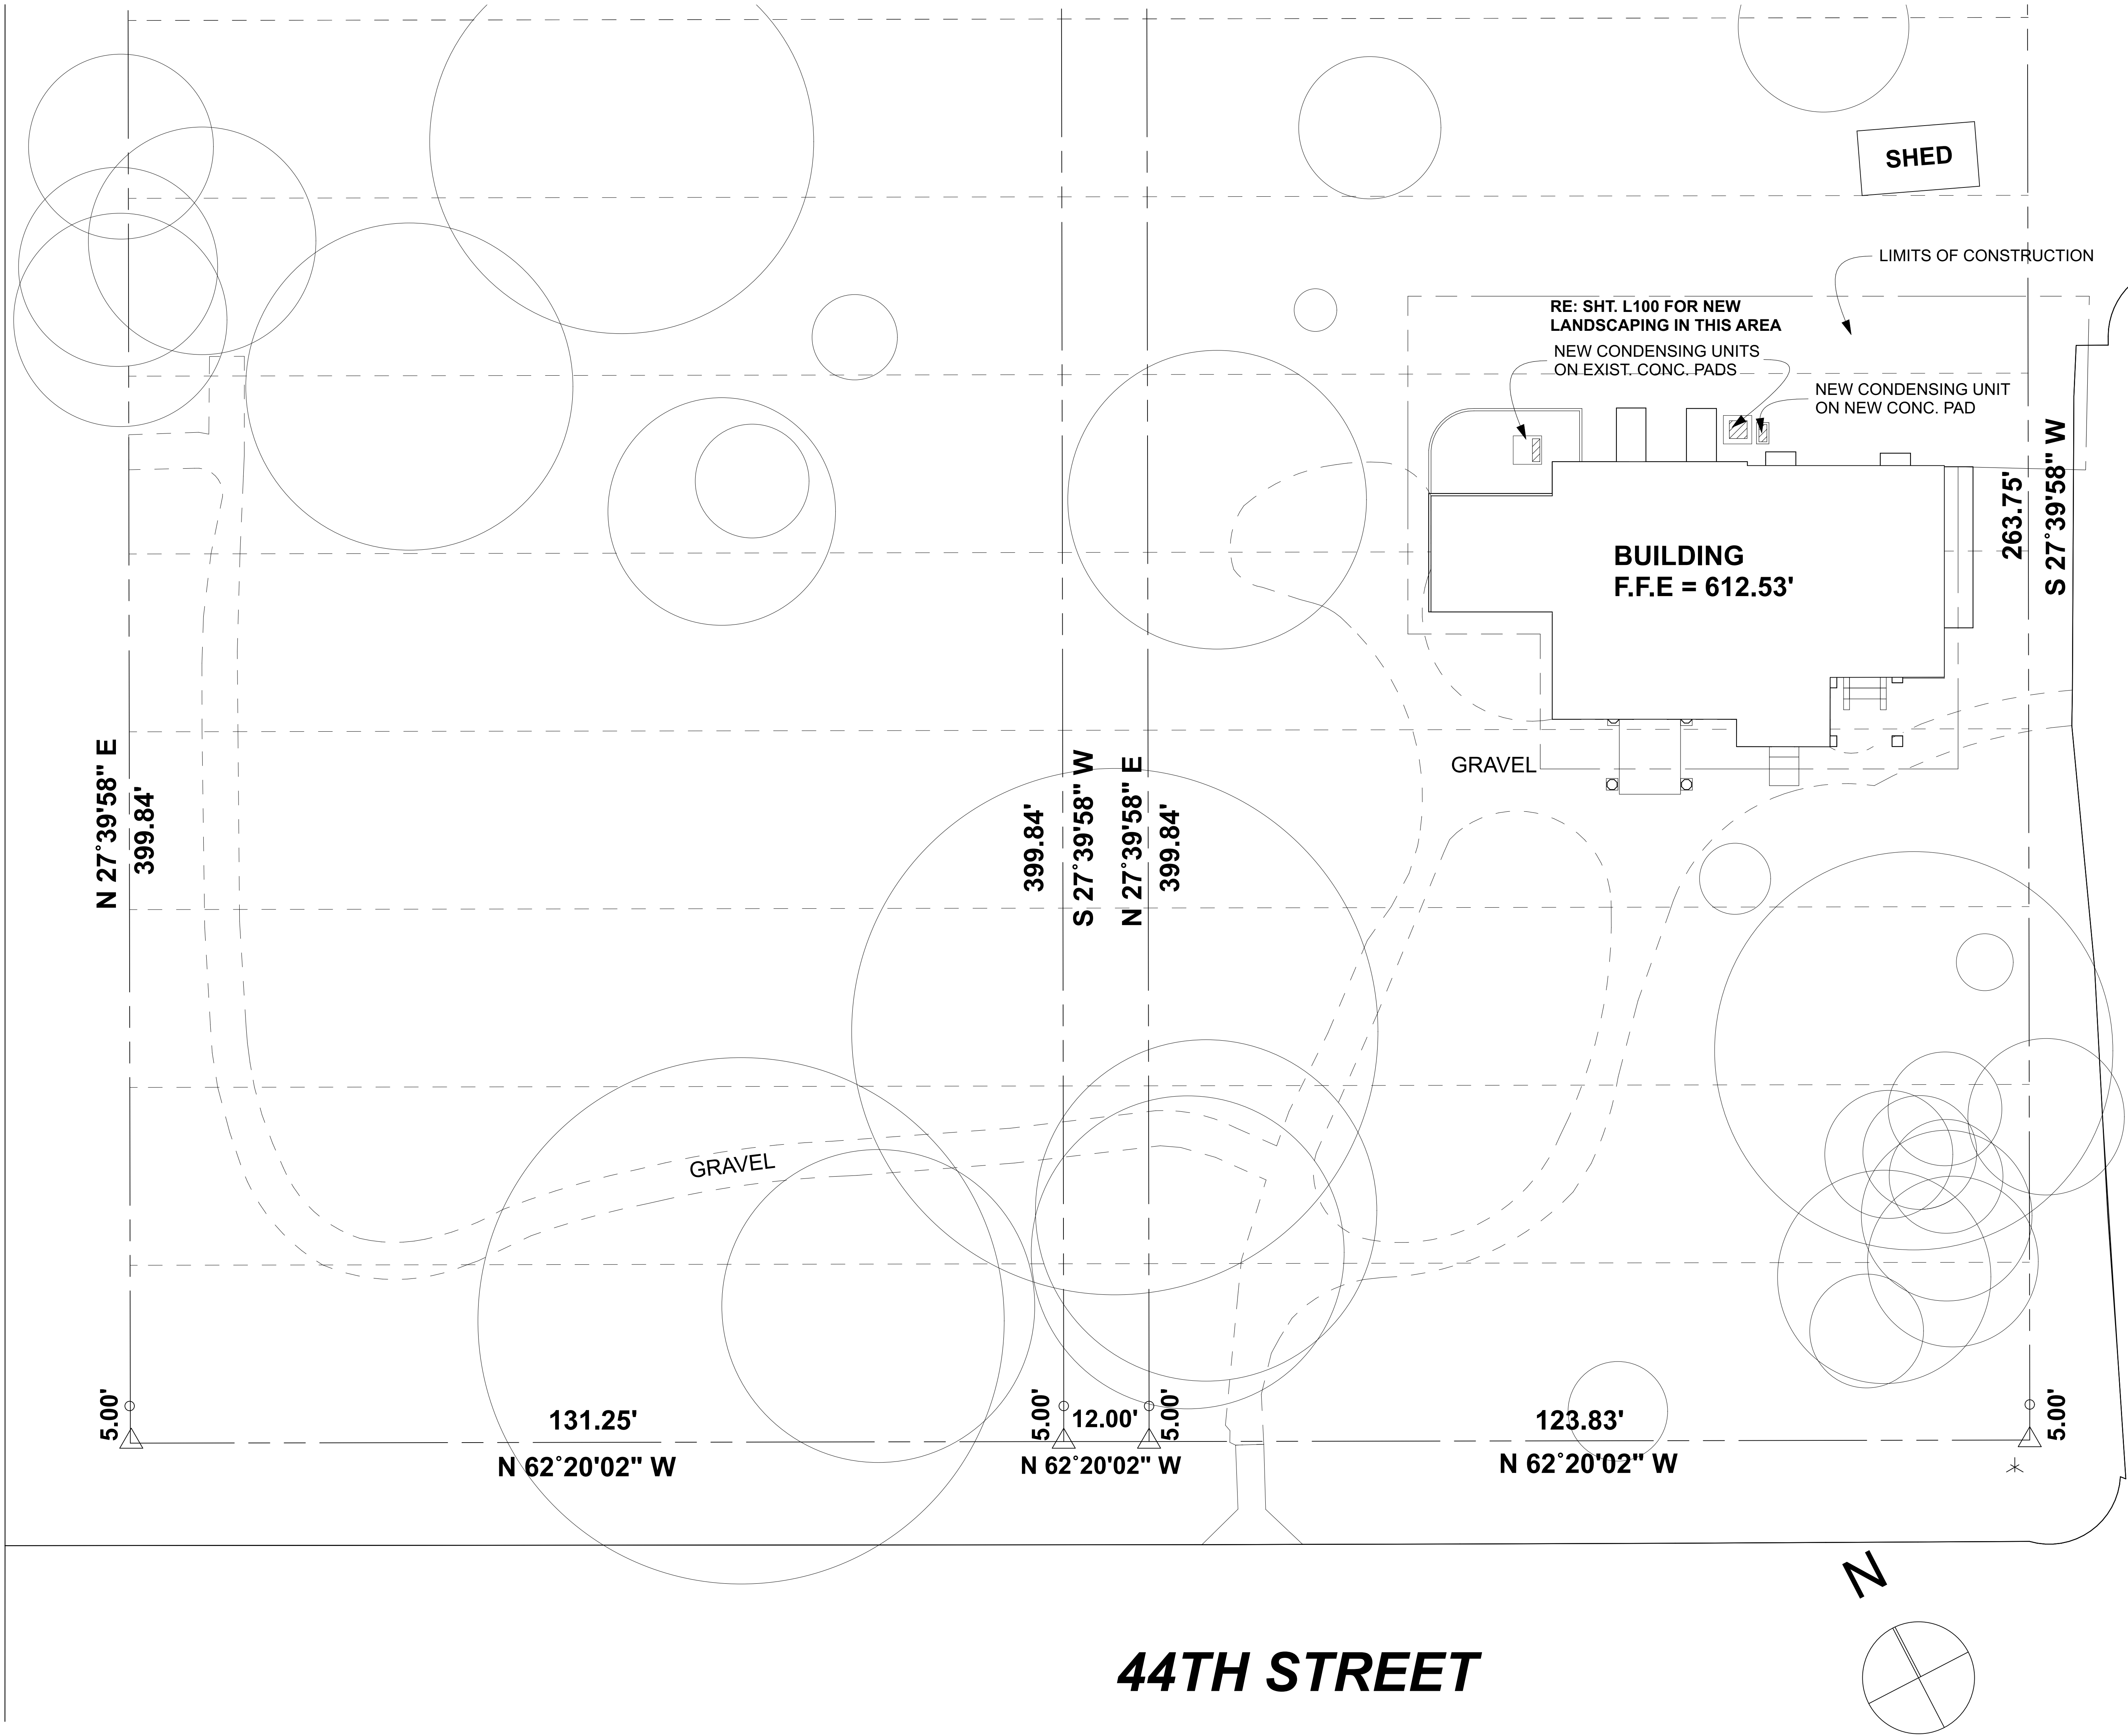 SHED
LIMITS OF CONSTRUCTION
RE: SHT. L100 FOR NEW
LANDSCAPING IN THIS AREA
NEW CONDENSING UNITS
ON EXIST. CONC. PADS
NEW CONDENSING UNIT
ON NEW CONC. PAD
263.75'
S 27°39'58" W
BUILDING
F.F.E = 612.53'
GRAVEL
N 27°39'58" E
399.84'
399.84'
S 27°39'58" W
N 27°39'58" E
399.84'
GRAVEL
5.00'
131.25'
5.00'
12.00'
5.00'
123.83'
5.00'
N 62°20'02" W
N 62°20'02" W
N 62°20'02" W
N
44TH STREET